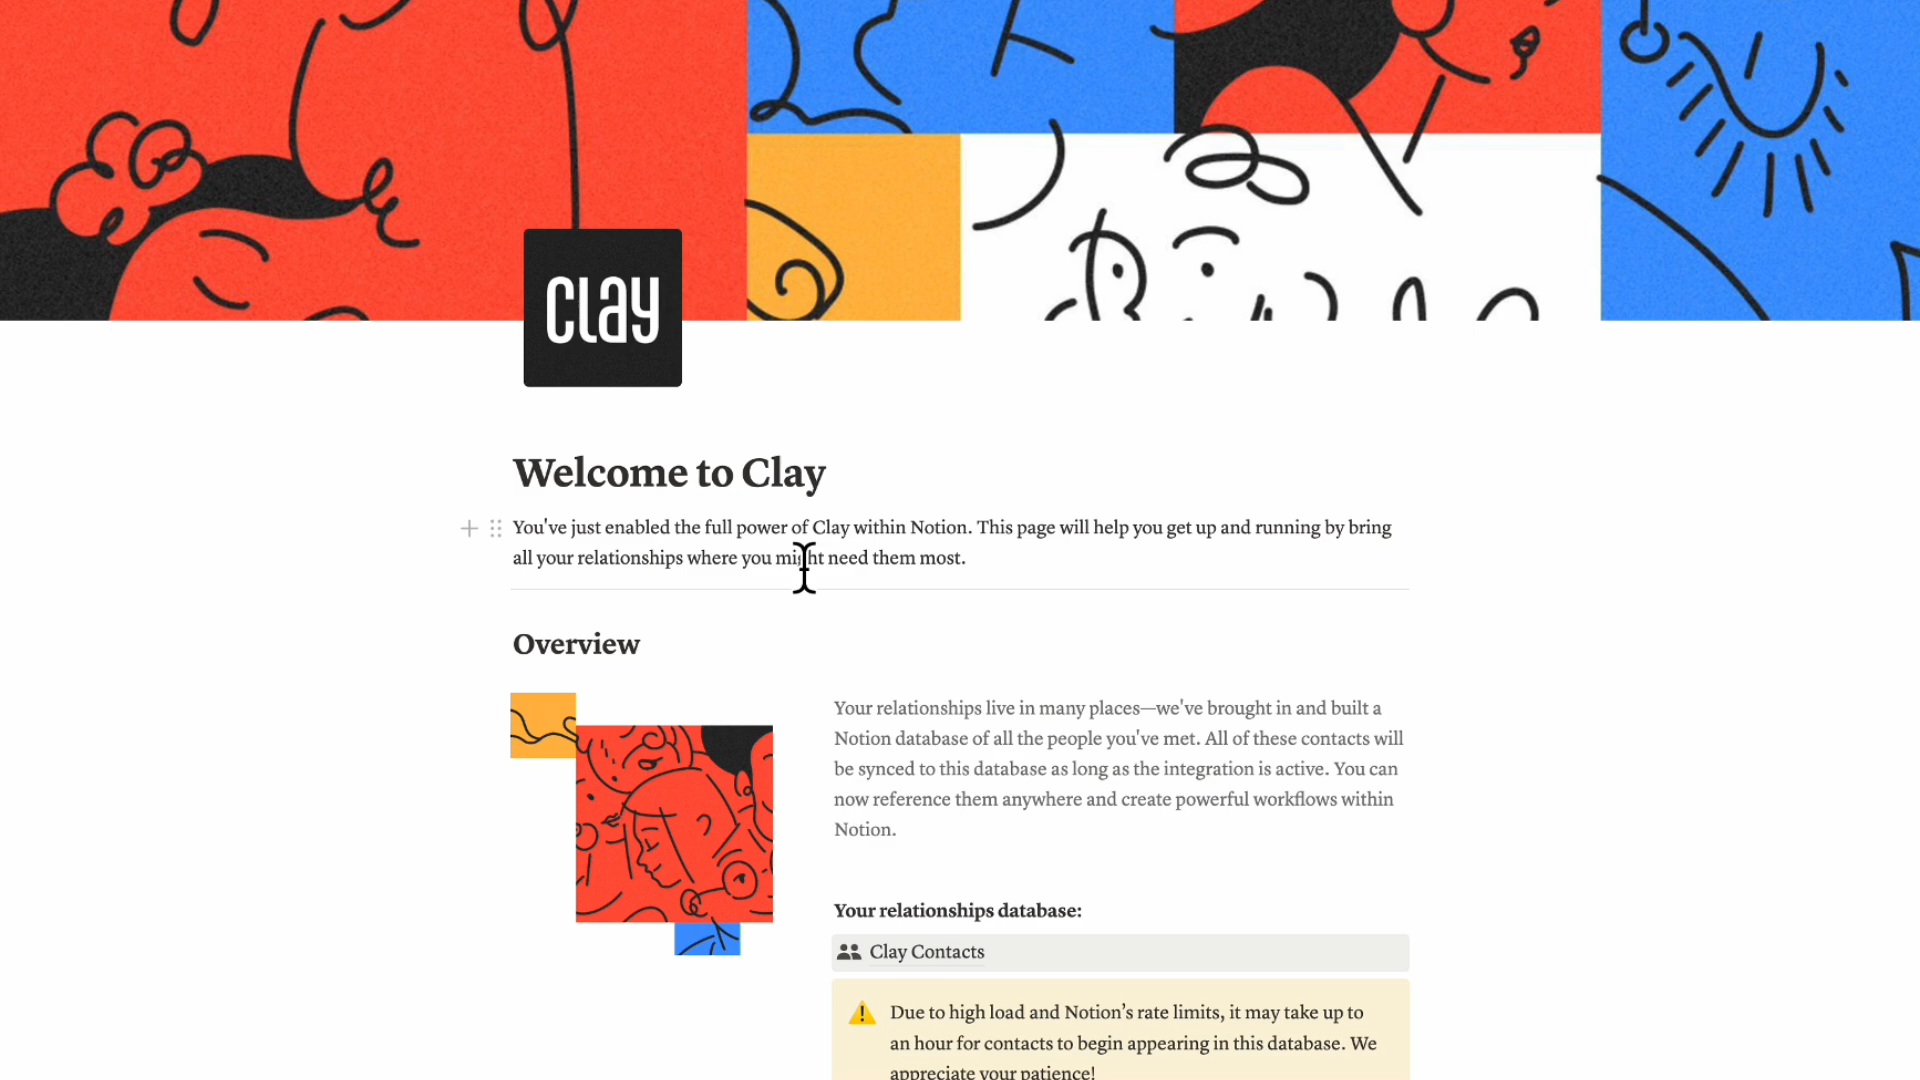 clay
Welcome to Clay
You've just enabled the full power of Clay within Notion. This page will help you get up and running by bring
all your relationships where you might need them most.
Overview
Your relationships live in many places—we've brought in and built a
Notion database of all the people you've met. All of these contacts will
be synced to this database as long as the integration is active. You can
now reference them anywhere and create powerful workflows within
Notion.
Your relationships database:
Clay Contacts
Due to high load and Notion’s rate limits, it may take up to
an hour for contacts to begin appearing in this database. We
appreciate your patience!